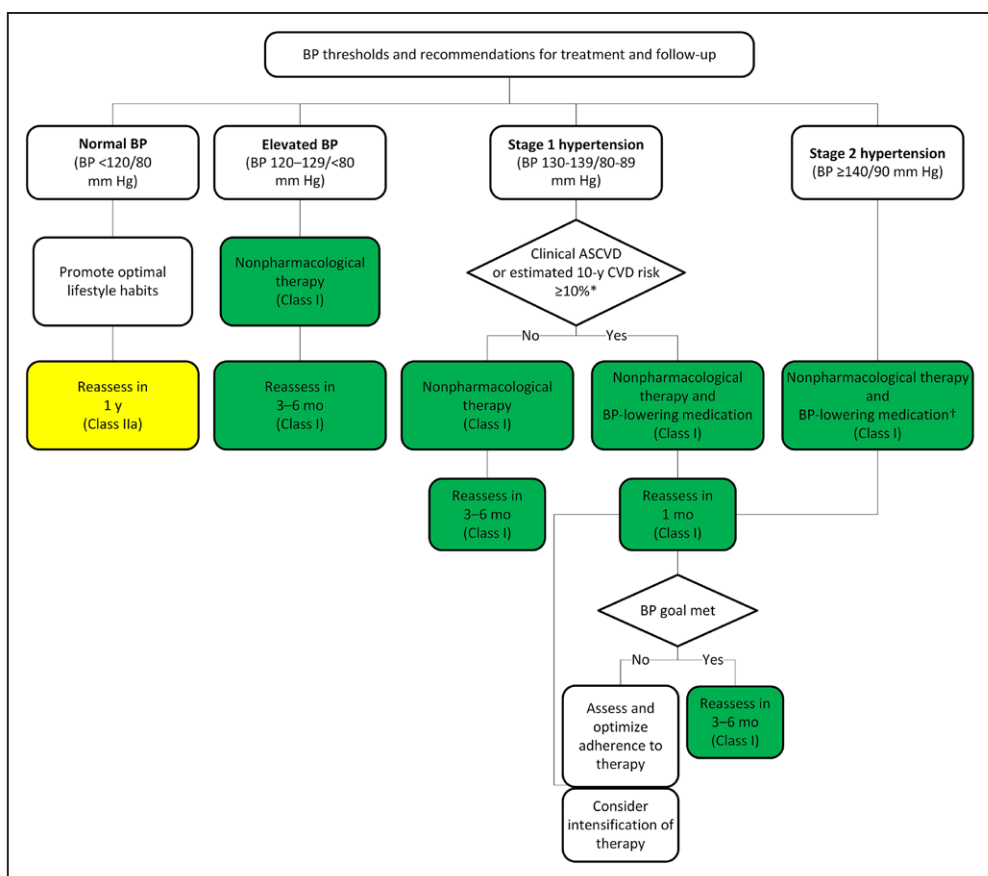 BP thresholds and recommendations for treatment and follow-up
Normal BP
(BP <120/80
mm Hg)
Elevated BP
(BP 120–129/<80
mm Hg)
Stage 1 hypertension
(BP 130-139/80-89
mm Hg)
Stage 2 hypertension
(BP ≥140/90 mm Hg)
Promote optimal
lifestyle habits
Nonpharmacological
therapy
(Class I)
Clinical ASCVD
or estimated 10-y CVD risk
≥10%*
No
Yes
Reassess in
1 y
(Class IIa)
Reassess in
3–6 mo
(Class I)
Nonpharmacological
therapy
(Class I)
Nonpharmacological
therapy and
BP-lowering medication
(Class I)
Nonpharmacological therapy
and
BP-lowering medication†
(Class I)
Reassess in
3–6 mo
(Class I)
Reassess in
1 mo
(Class I)
BP goal met
No
Yes
Assess and
optimize
adherence to
therapy
Reassess in
3–6 mo
(Class I)
Consider
intensification of
therapy